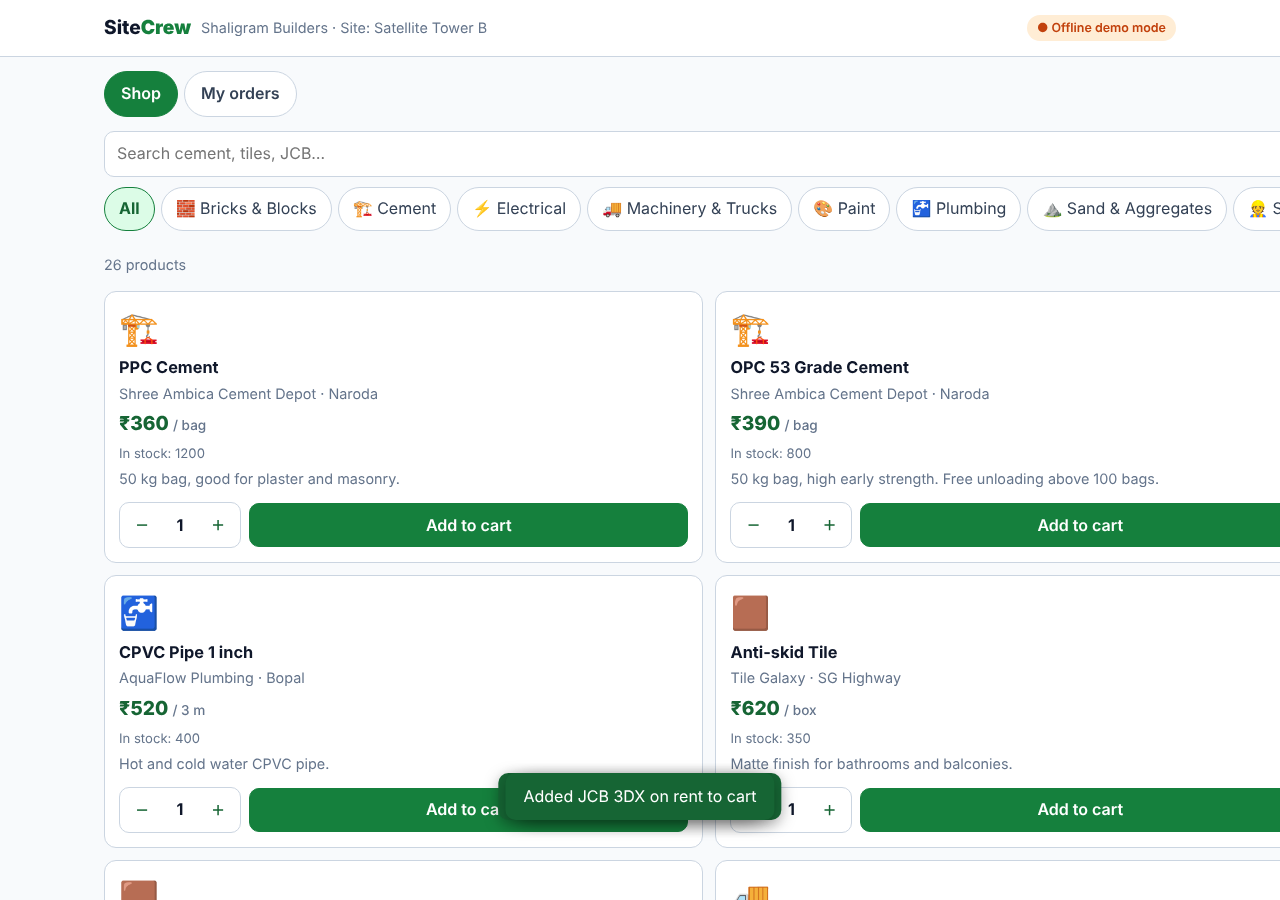 SiteCrew Shaligram Builders · Site: Satellite Tower B
Offline demo mode
Shop
My orders
Search cement, tiles, JCB...
All
Bricks & Blocks
Cement
Electrical
Machinery & Trucks
Paint
Plumbing
Sand & Aggregates
26 products
PPC Cement
Shree Ambica Cement Depot · Naroda
₹360 / bag
In stock: 1200
50 kg bag, good for plaster and masonry.
− 1 + Add to cart
OPC 53 Grade Cement
Shree Ambica Cement Depot · Naroda
₹390 / bag
In stock: 800
50 kg bag, high early strength. Free unloading above 100 bags.
− 1 + Add to cart
CPVC Pipe 1 inch
AquaFlow Plumbing · Bopal
₹520 / 3 m
In stock: 400
Hot and cold water CPVC pipe.
− 1 + Add to ca
Anti-skid Tile
Tile Galaxy · SG Highway
₹620 / box
In stock: 350
Matte finish for bathrooms and balconies.
1 + Add to cart
Added JCB 3DX on rent to cart